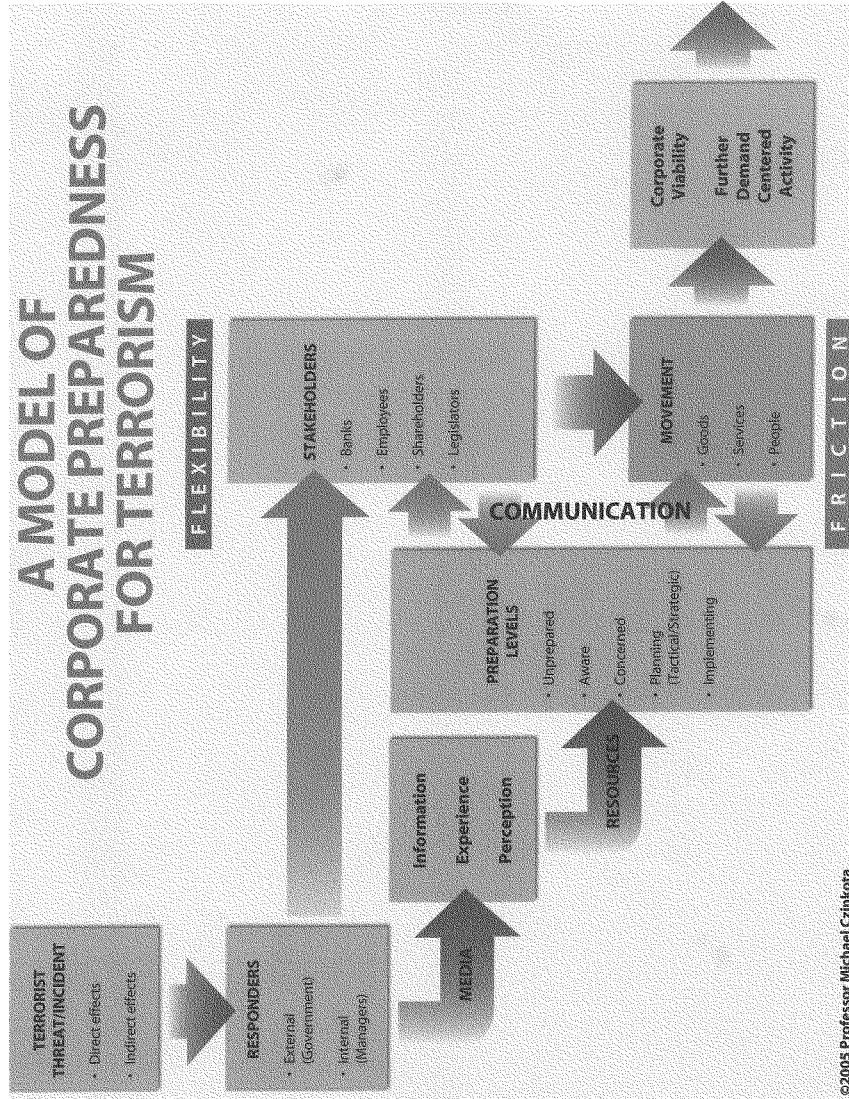 A MODEL OF
CORPORATE PREPAREDNESS
FOR TERRORISM
TERRORIST
THREAT/INCIDENT
• Direct effects
• Indirect effects
FLEXIBILITY
RESPONDERS
• External
(Government)
• Internal
(Managers)
STAKEHOLDERS
• Banks
• Employees
• Shareholders
• Legislators
MEDIA
Information
Experience
Perception
RESOURCES
PREPARATION
LEVELS
• Unprepared
• Aware
• Concerned
• Planning
(Tactical/Strategic)
• Implementing
COMMUNICATION
MOVEMENT
• Goods
• Services
• People
Corporate
Viability
Further
Demand
Centered
Activity
FRICTION
©2005 Professor Michael Czinkota